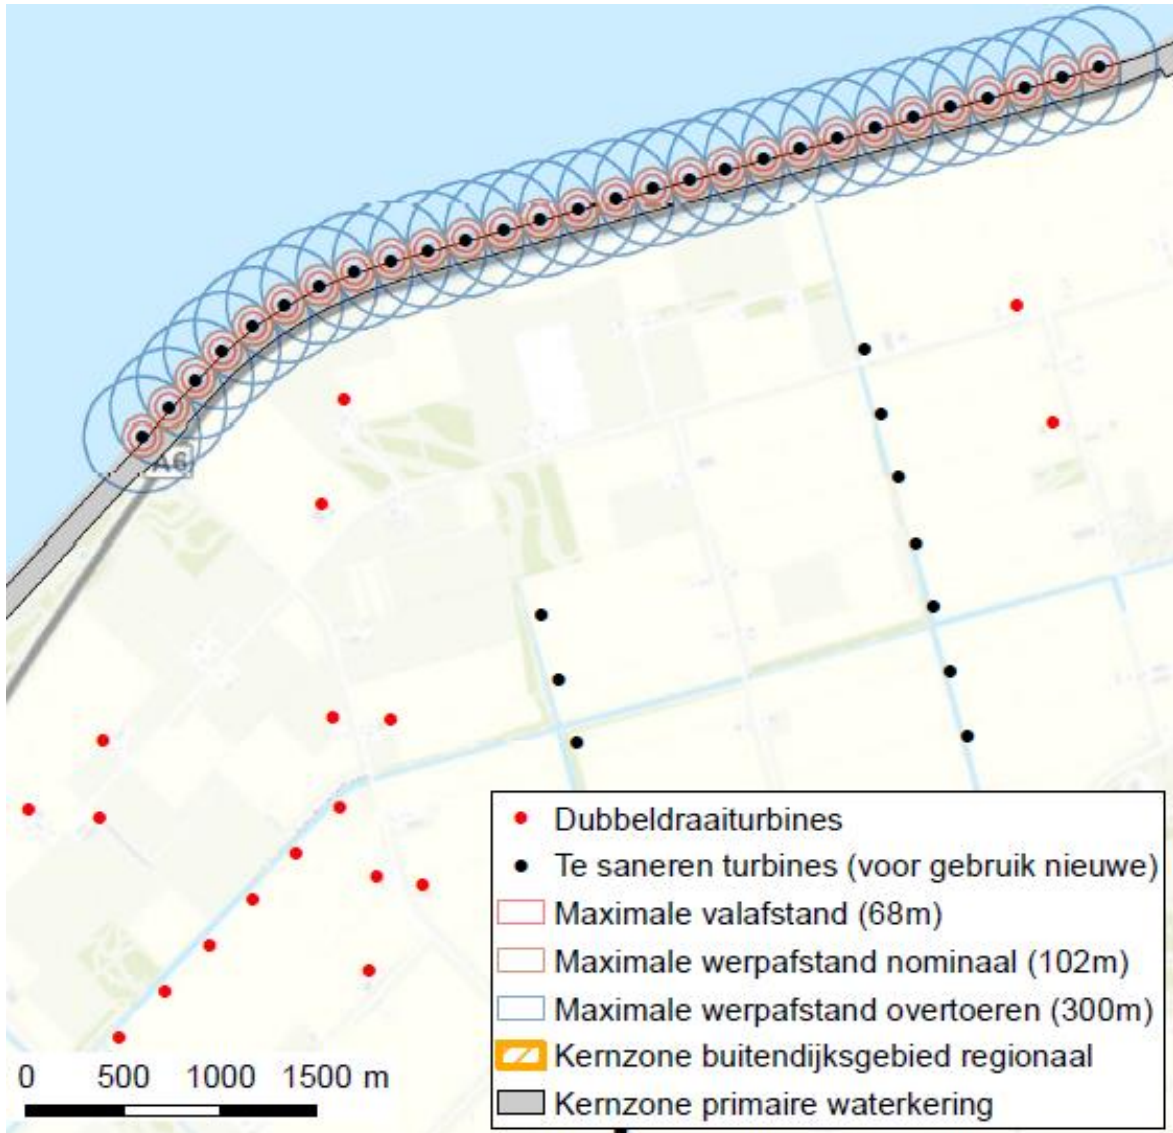 A6
Dubbeldraaiturbines
Te saneren turbines (voor gebruik nieuwe)
Maximale valafstand (68m)
Maximale werpafstand nominaal (102m)
Maximale werpafstand overtoeren (300m)
Kernzone buitendijksgebied regionaal
Kernzone primaire waterkering
0 500 1000 1500 m